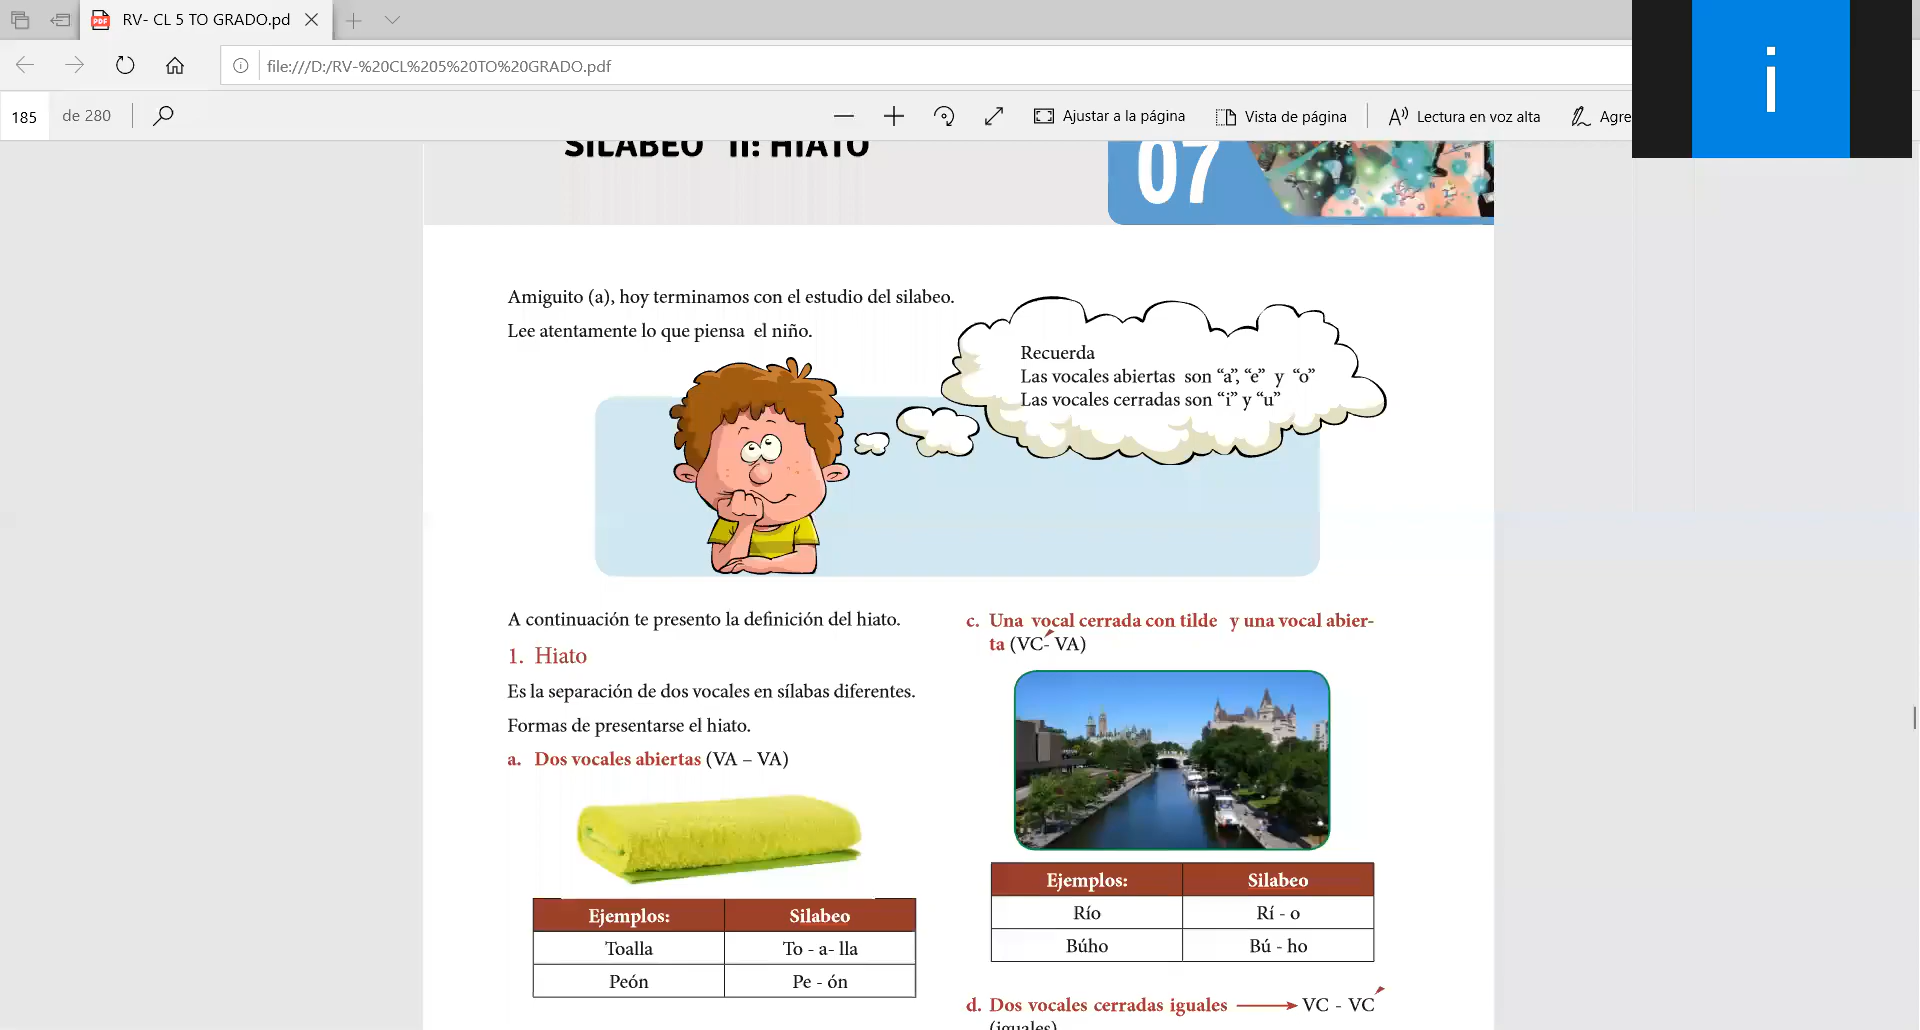 RV- CL 5 TO GRADO.pd
file:///D:/RV-%20CL%205%20TO%20GRADO.pdf
185 de 280
Ajustar a la página
Vista de página
Lectura en voz alta
Agre
i
SILABEO II: HIATO
07
Amiguito (a), hoy terminamos con el estudio del silabeo.
Lee atentamente lo que piensa el niño.
Recuerda
Las vocales abiertas son “a”, “e” y “o”
Las vocales cerradas son “i” y “u”
A continuación te presento la definición del hiato.
1. Hiato
Es la separación de dos vocales en sílabas diferentes.
Formas de presentarse el hiato.
a. Dos vocales abiertas (VA – VA)
Ejemplos: Silabeo
Toalla To - a- lla
Peón Pe - ón
c. Una vocal cerrada con tilde y una vocal abier-
ta (VC´- VA)
Ejemplos: Silabeo
Río Rí - o
Búho Bú - ho
d. Dos vocales cerradas iguales → VC - VC´
(iguales)